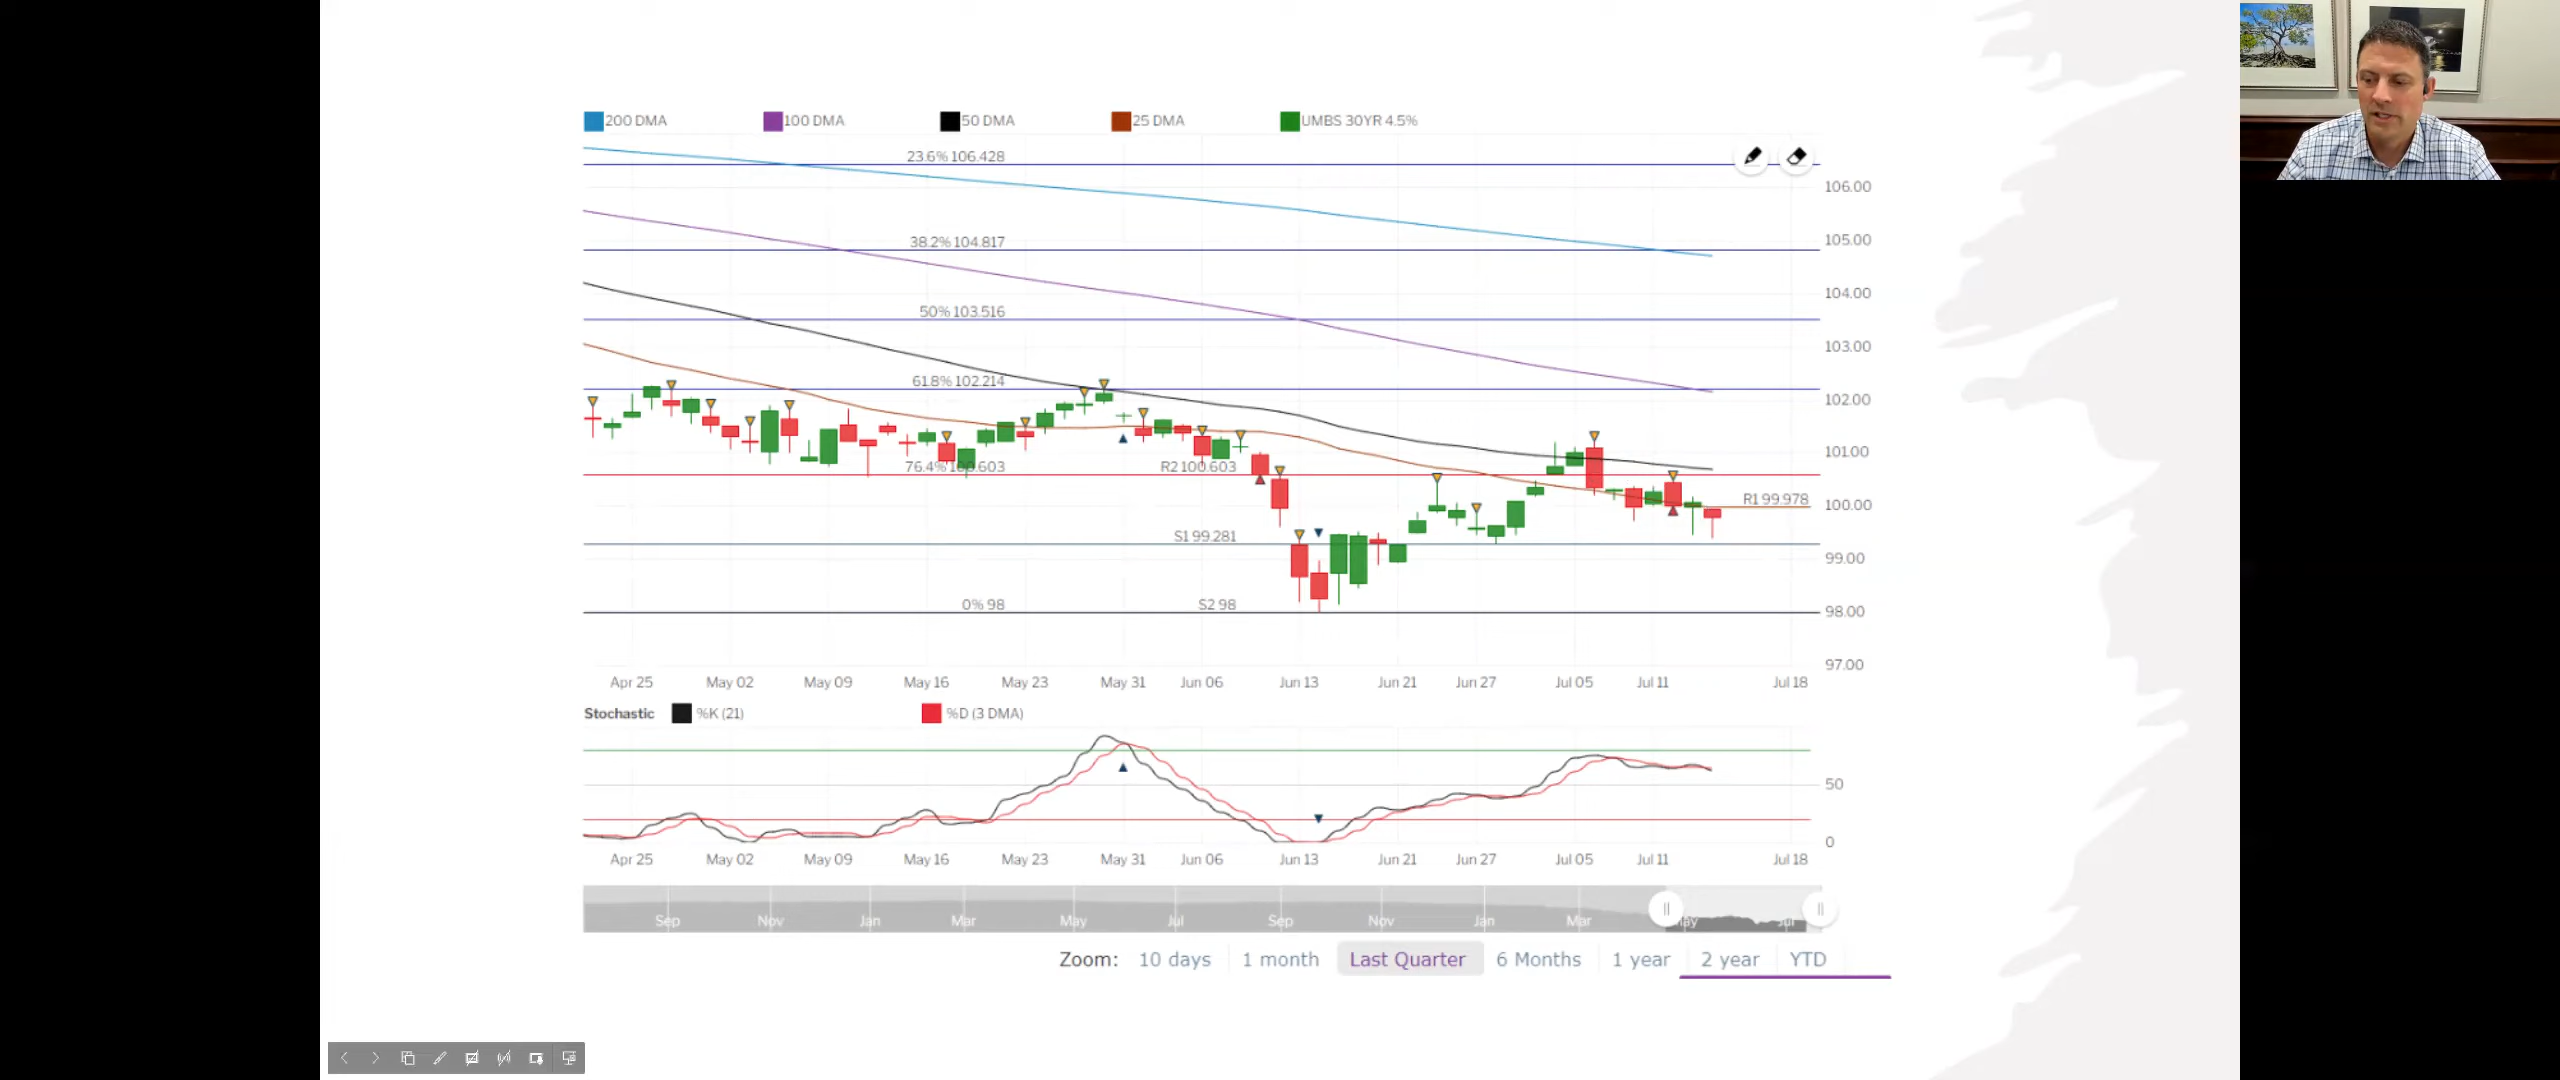 200 DMA 100 DMA 50 DMA 25 DMA UMBS 30YR 4.5%
23.6% 106.428
106.00
38.2% 104.817
105.00
104.00
50% 103.516
103.00
61.8% 102.214
102.00
101.00
76.4% 100.603 R2 100.603
R1 99.978
100.00
S1 99.281
99.00
0% 98 S2 98
98.00
97.00
Apr 25 May 02 May 09 May 16 May 23 May 31 Jun 06 Jun 13 Jun 21 Jun 27 Jul 05 Jul 11 Jul 18
Stochastic %K (21) %D (3 DMA)
50
0
Apr 25 May 02 May 09 May 16 May 23 May 31 Jun 06 Jun 13 Jun 21 Jun 27 Jul 05 Jul 11 Jul 18
Sep Nov Jan Mar May Jul Sep Nov Jan Mar May Jul
Zoom: 10 days 1 month Last Quarter 6 Months 1 year 2 year YTD